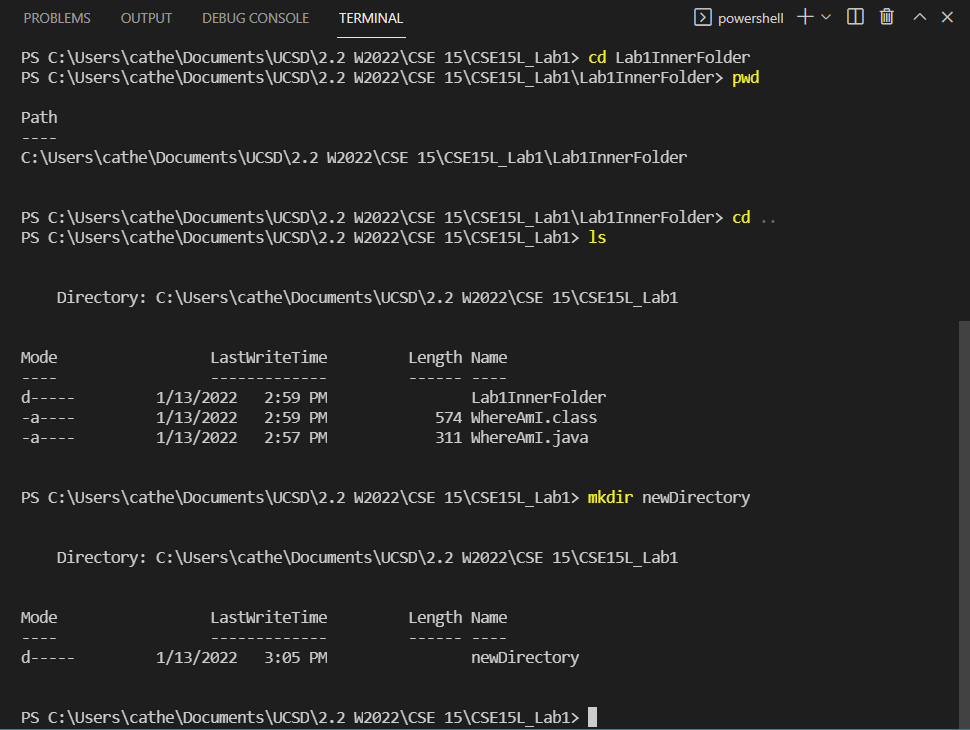 PROBLEMS OUTPUT DEBUG CONSOLE TERMINAL powershell
PS C:\Users\cathe\Documents\UCSD\2.2 W2022\CSE 15\CSE15L_Lab1> cd Lab1InnerFolder
PS C:\Users\cathe\Documents\UCSD\2.2 W2022\CSE 15\CSE15L_Lab1\Lab1InnerFolder> pwd
Path
----
C:\Users\cathe\Documents\UCSD\2.2 W2022\CSE 15\CSE15L_Lab1\Lab1InnerFolder
PS C:\Users\cathe\Documents\UCSD\2.2 W2022\CSE 15\CSE15L_Lab1\Lab1InnerFolder> cd ..
PS C:\Users\cathe\Documents\UCSD\2.2 W2022\CSE 15\CSE15L_Lab1> ls
    Directory: C:\Users\cathe\Documents\UCSD\2.2 W2022\CSE 15\CSE15L_Lab1
Mode                 LastWriteTime         Length Name
----                 -------------         ------ ----
d-----         1/13/2022   2:59 PM                Lab1InnerFolder
-a----         1/13/2022   2:59 PM            574 WhereAmI.class
-a----         1/13/2022   2:57 PM            311 WhereAmI.java
PS C:\Users\cathe\Documents\UCSD\2.2 W2022\CSE 15\CSE15L_Lab1> mkdir newDirectory
    Directory: C:\Users\cathe\Documents\UCSD\2.2 W2022\CSE 15\CSE15L_Lab1
Mode                 LastWriteTime         Length Name
----                 -------------         ------ ----
d-----         1/13/2022   3:05 PM                newDirectory
PS C:\Users\cathe\Documents\UCSD\2.2 W2022\CSE 15\CSE15L_Lab1>